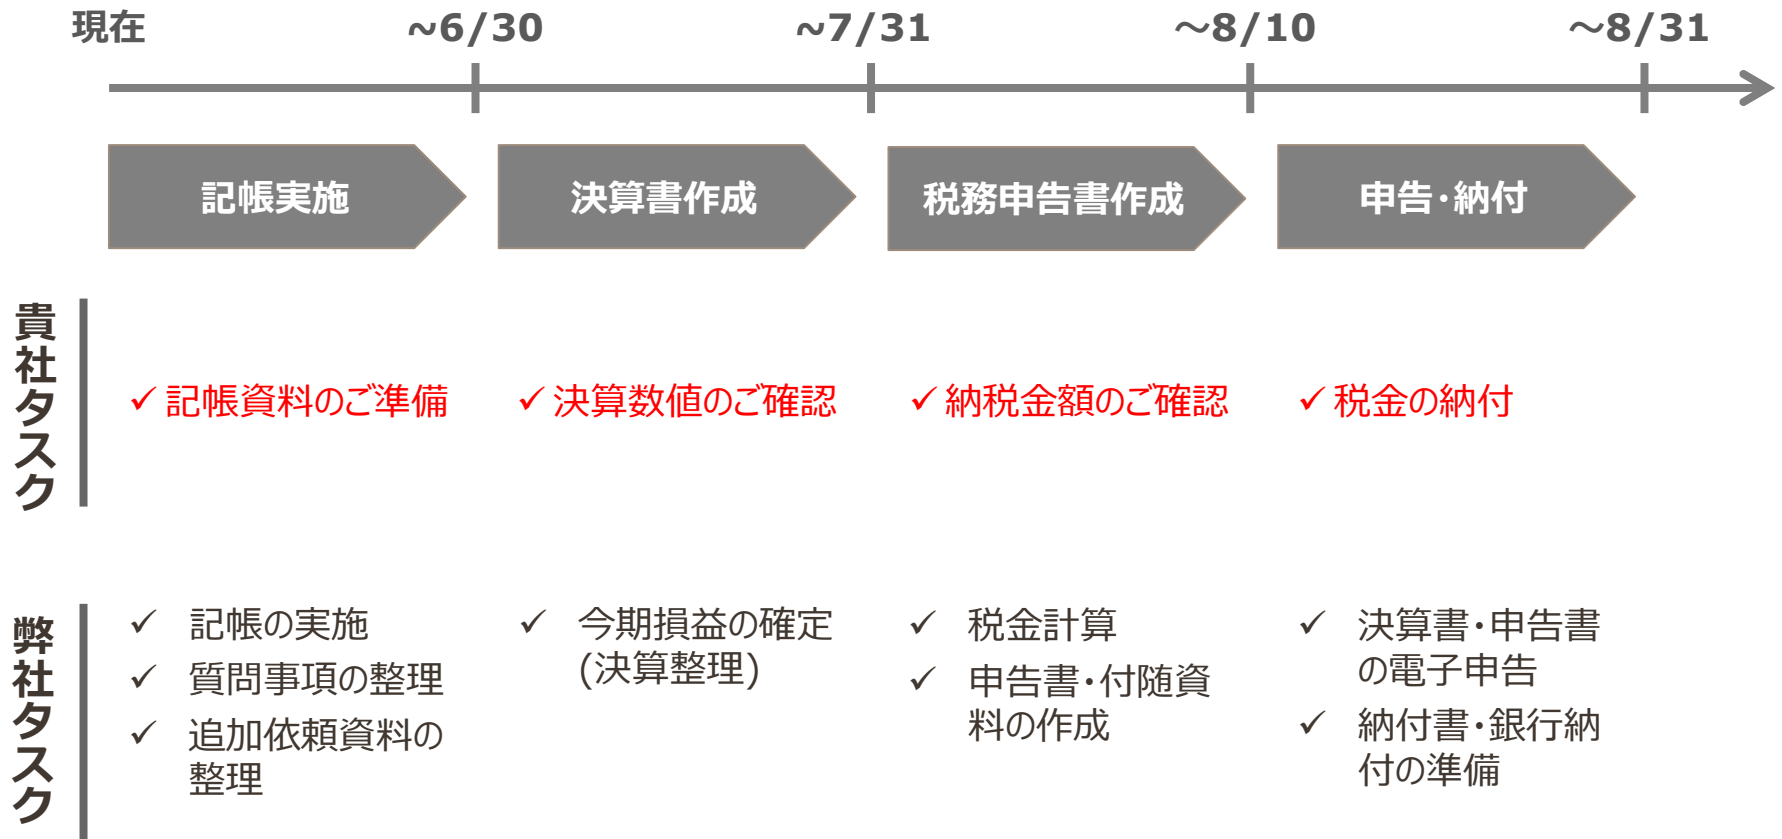 現在
~6/30
~7/31
～8/10
～8/31
記帳実施
決算書作成
税務申告書作成
申告・納付
貴社タスク
✓ 記帳資料のご準備
✓ 決算数値のご確認
✓ 納税金額のご確認
✓ 税金の納付
弊社タスク
✓ 記帳の実施
✓ 質問事項の整理
✓ 追加依頼資料の
整理
✓ 今期損益の確定
(決算整理)
✓ 税金計算
✓ 申告書・付随資
料の作成
✓ 決算書・申告書
の電子申告
✓ 納付書・銀行納
付の準備